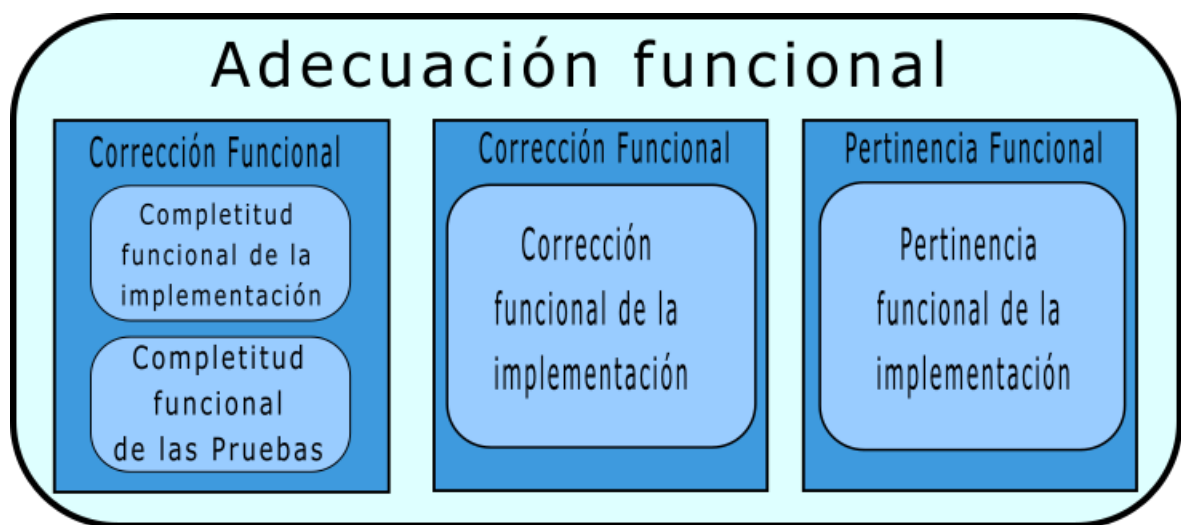 Adecuación funcional
Corrección Funcional
Completitud
funcional de la
implementación
Completitud
funcional
de las Pruebas
Corrección Funcional
Corrección
funcional de la
implementación
Pertinencia Funcional
Pertinencia
funcional de la
implementación